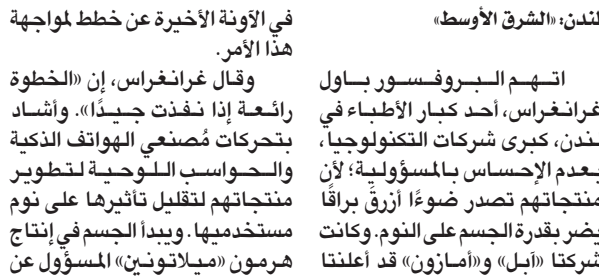 لندن: «الشرق الأوسط»
اتهم البروفسور باول
غرانغراس، أحد كبار الأطباء في
لندن، كبرى شركات التكنولوجيا،
بعدم الإحساس بالمسؤولية؛ لأن
منتجاتهم تصدر ضوءًا أزرق براقًا
يضر بقدرة الجسم على النوم. وكانت
شركتا «آبل» و«أمازون» قد أعلنتا
في الآونة الأخيرة عن خطط لمواجهة
هذا الأمر.
وقال غرانغراس، إن «الخطوة
رائعة إذا نفذت جيدًا». وأشاد
بتحركات مُصنعي الهواتف الذكية
والحواسب اللوحية لتطوير
منتجاتهم لتقليل تأثيرها على نوم
مستخدميها. ويبدأ الجسم في إنتاج
هرمون «ميلاتونين» المسؤول عن